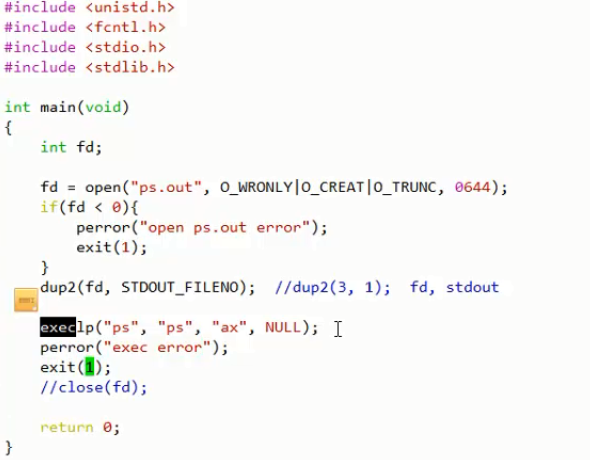 #include <unistd.h>
#include <fcntl.h>
#include <stdio.h>
#include <stdlib.h>

int main(void)
{
    int fd;

    fd = open("ps.out", O_WRONLY|O_CREAT|O_TRUNC, 0644);
    if(fd < 0){
        perror("open ps.out error");
        exit(1);
    }
    dup2(fd, STDOUT_FILENO);  //dup2(3, 1);  fd, stdout

    execlp("ps", "ps", "ax", NULL);
    perror("exec error");
    exit(1);
    //close(fd);

    return 0;
}